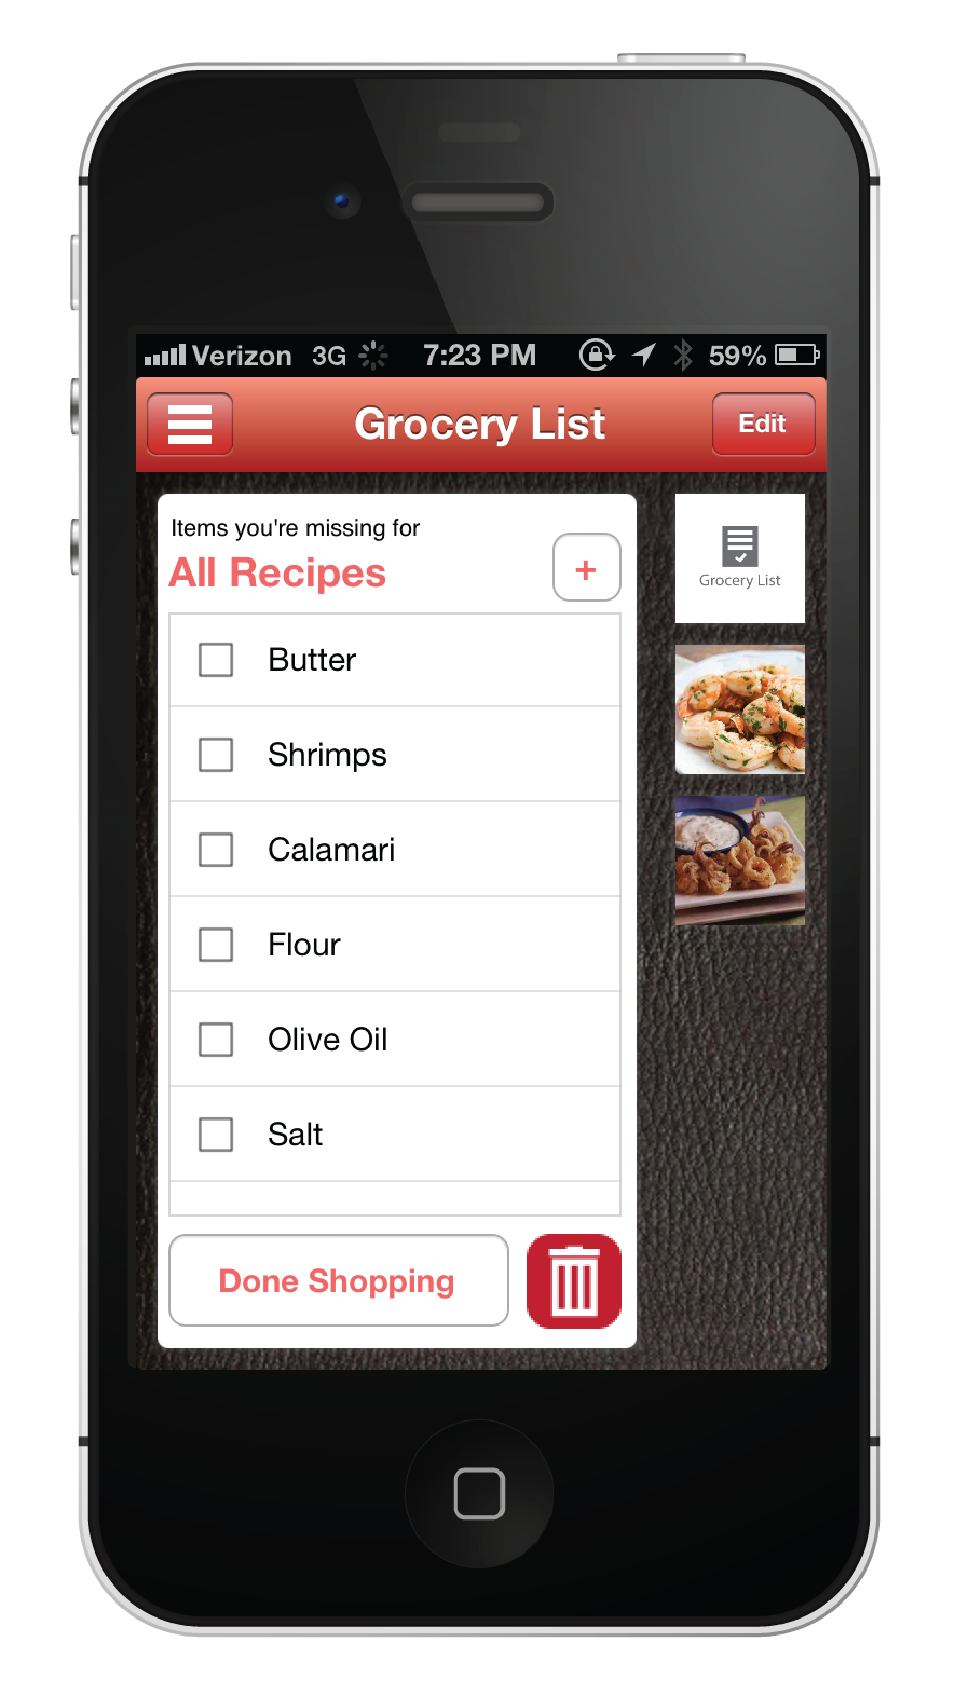 Verizon 3G 7:23 PM 59%
Grocery List
Edit
Items you're missing for
All Recipes
+
Grocery List
Butter
Shrimps
Calamari
Flour
Olive Oil
Salt
Done Shopping